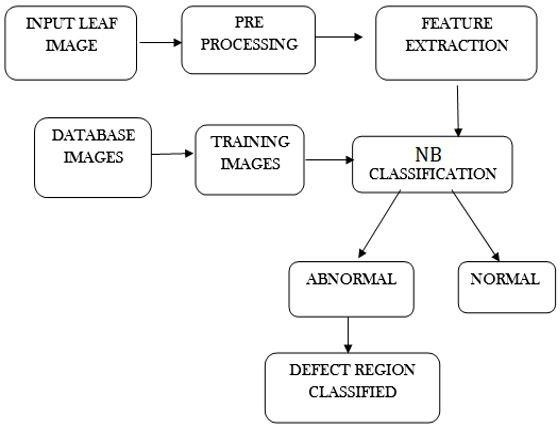 INPUT LEAF
IMAGE
PRE
PROCESSING
FEATURE
EXTRACTION
DATABASE
IMAGES
TRAINING
IMAGES
NB
CLASSIFICATION
ABNORMAL
NORMAL
DEFECT REGION
CLASSIFIED